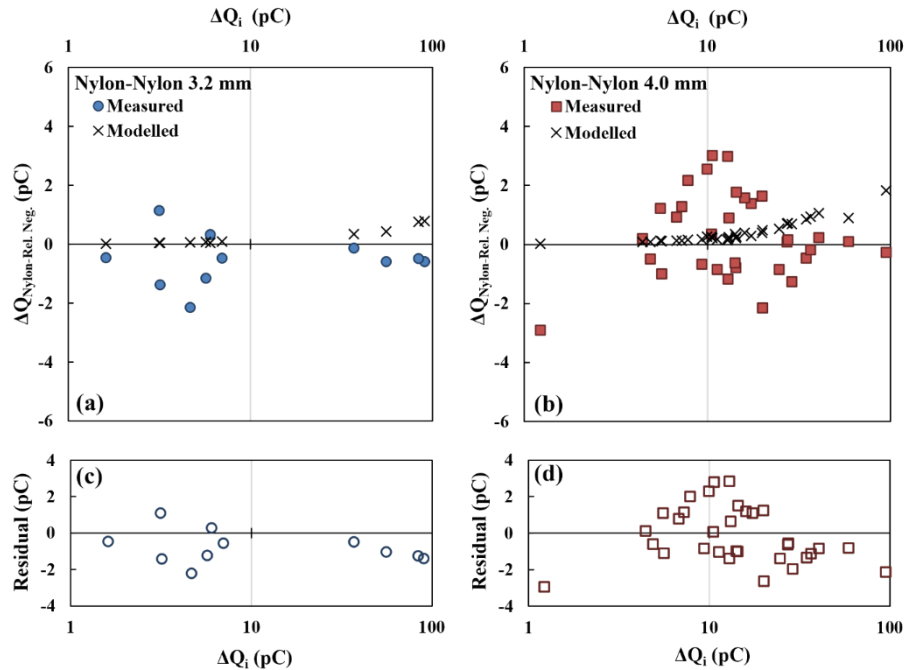 ΔQi (pC)
1 10 100
6
4
2
0
-2
-4
-6
ΔQNylon-Rel. Neg. (pC)
Nylon-Nylon 3.2 mm
Measured
Modelled
(a)
ΔQi (pC)
1 10 100
6
4
2
0
-2
-4
-6
ΔQNylon-Rel. Neg. (pC)
Nylon-Nylon 4.0 mm
Measured
Modelled
(b)
4
2
0
-2
-4
Residual (pC)
(c)
1 10 100
ΔQi (pC)
4
2
0
-2
-4
Residual (pC)
(d)
1 10 100
ΔQi (pC)